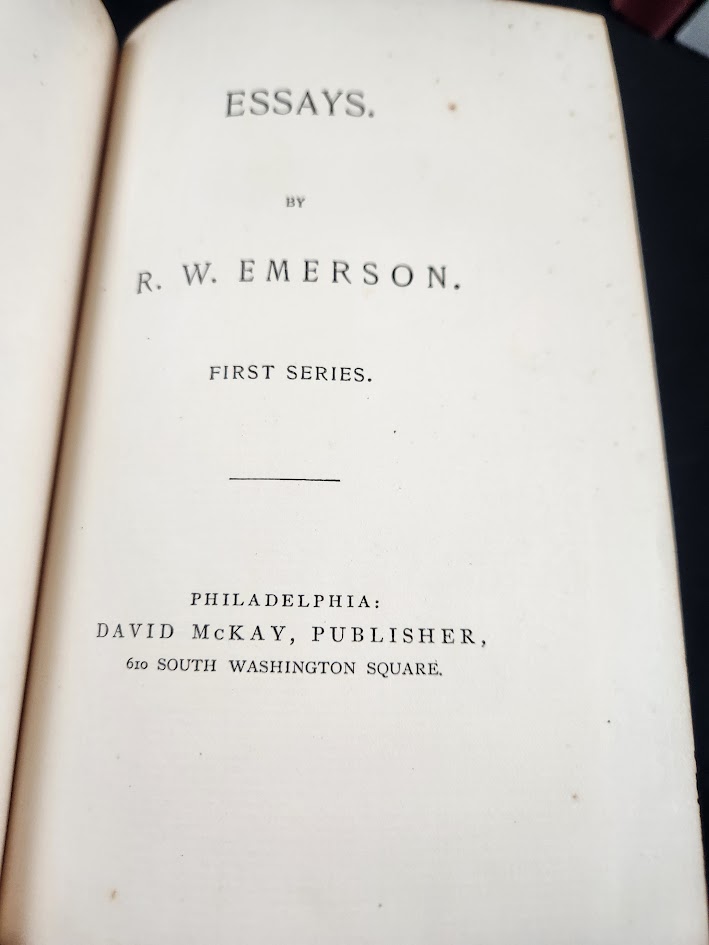 ESSAYS.
BY
R. W. EMERSON.
FIRST SERIES.
PHILADELPHIA:
DAVID McKAY, PUBLISHER,
610 SOUTH WASHINGTON SQUARE.